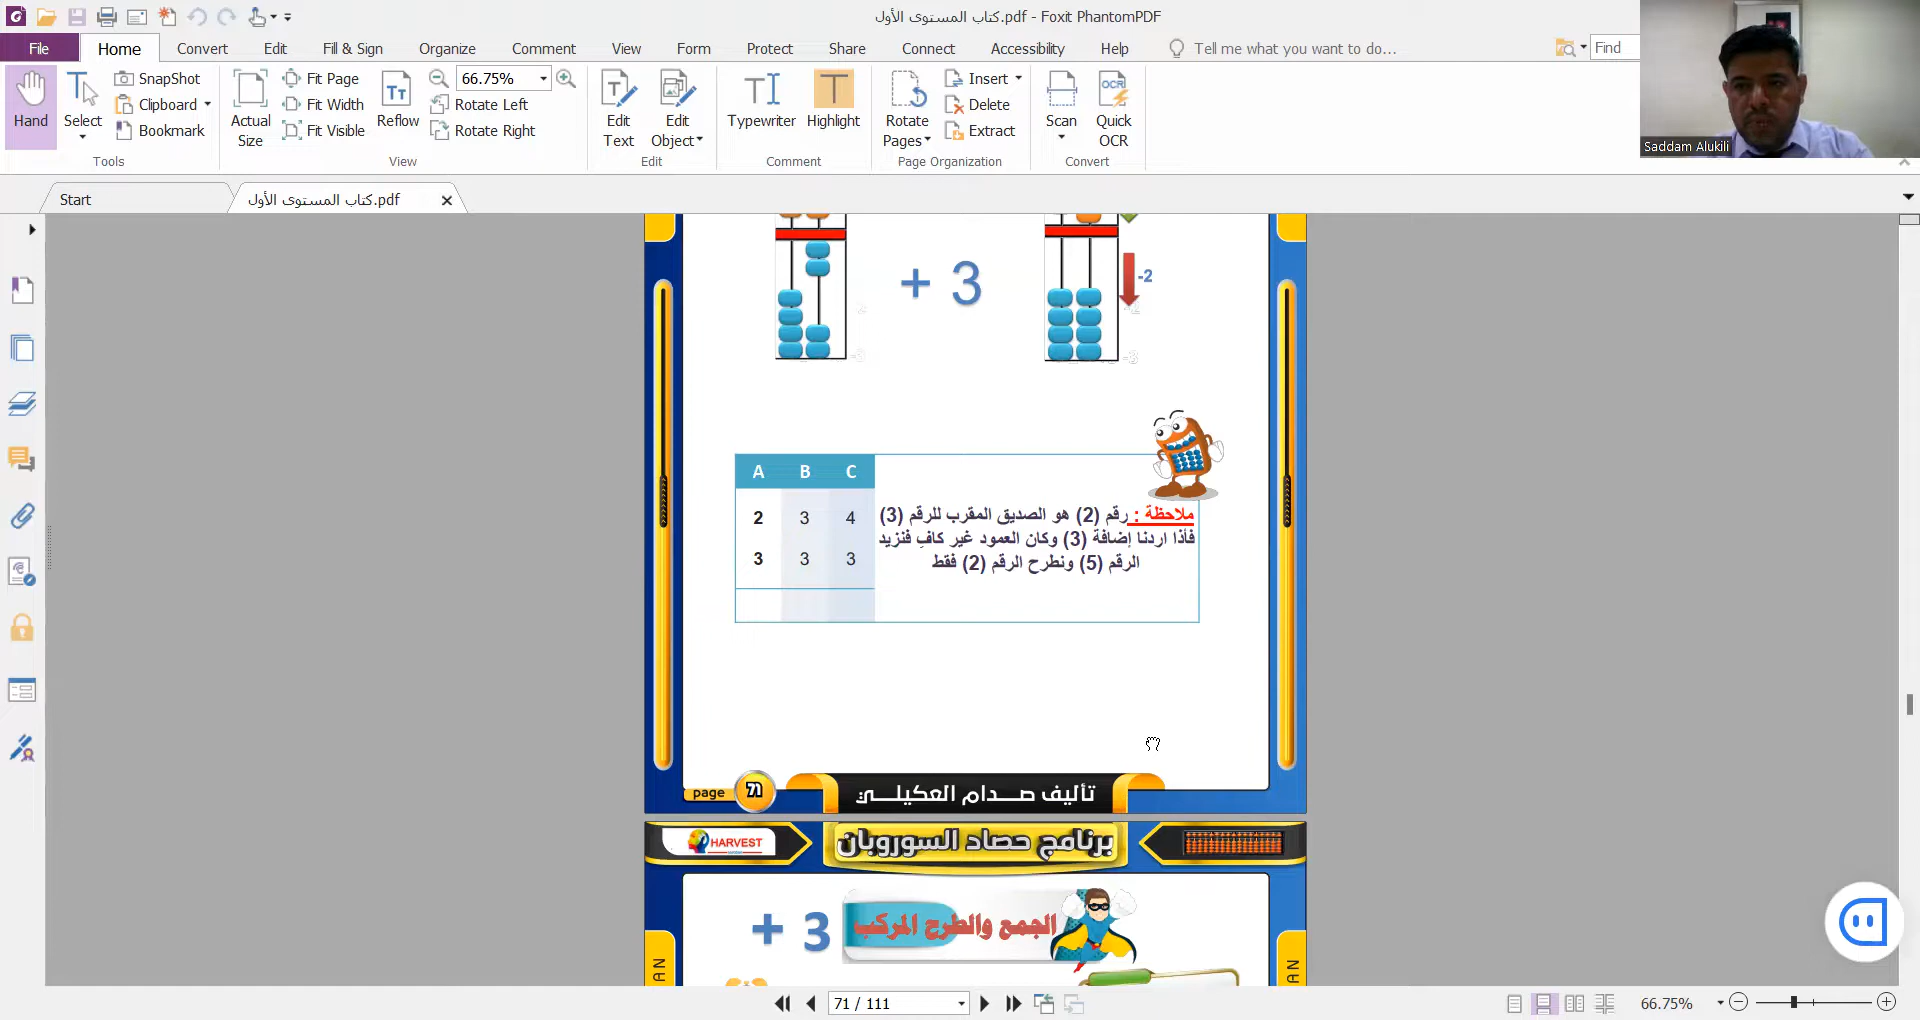 كتاب المستوى الأول.pdf - Foxit PhantomPDF
File Home Convert Edit Fill & Sign Organize Comment View Form Protect Share Connect Accessibility Help Tell me what you want to do... Find
Hand
Select
SnapShot
Clipboard
Bookmark
Tools
Actual Size
Fit Page
Fit Width
Fit Visible
Reflow
66.75%
Rotate Left
Rotate Right
View
Edit Text
Edit Object
Edit
Typewriter
Highlight
Comment
Rotate Pages
Insert
Delete
Extract
Page Organization
Scan
Quick OCR
Convert
Saddam Alukili
Start
كتاب المستوى الأول.pdf
+ 3
-2
A B C
2 3 4
3 3 3
ملاحظة : رقم (2) هو الصديق المقرب للرقم (3)
فأذا اردنا إضافة (3) وكان العمود غير كافٍ فنزيد
الرقم (5) ونطرح الرقم (2) فقط
page 71
تأليف صدام العكيلي
HARVEST
برنامج حصاد السوروبان
+ 3
الجمع والطرح المركب
AN
AN
71 / 111
66.75%